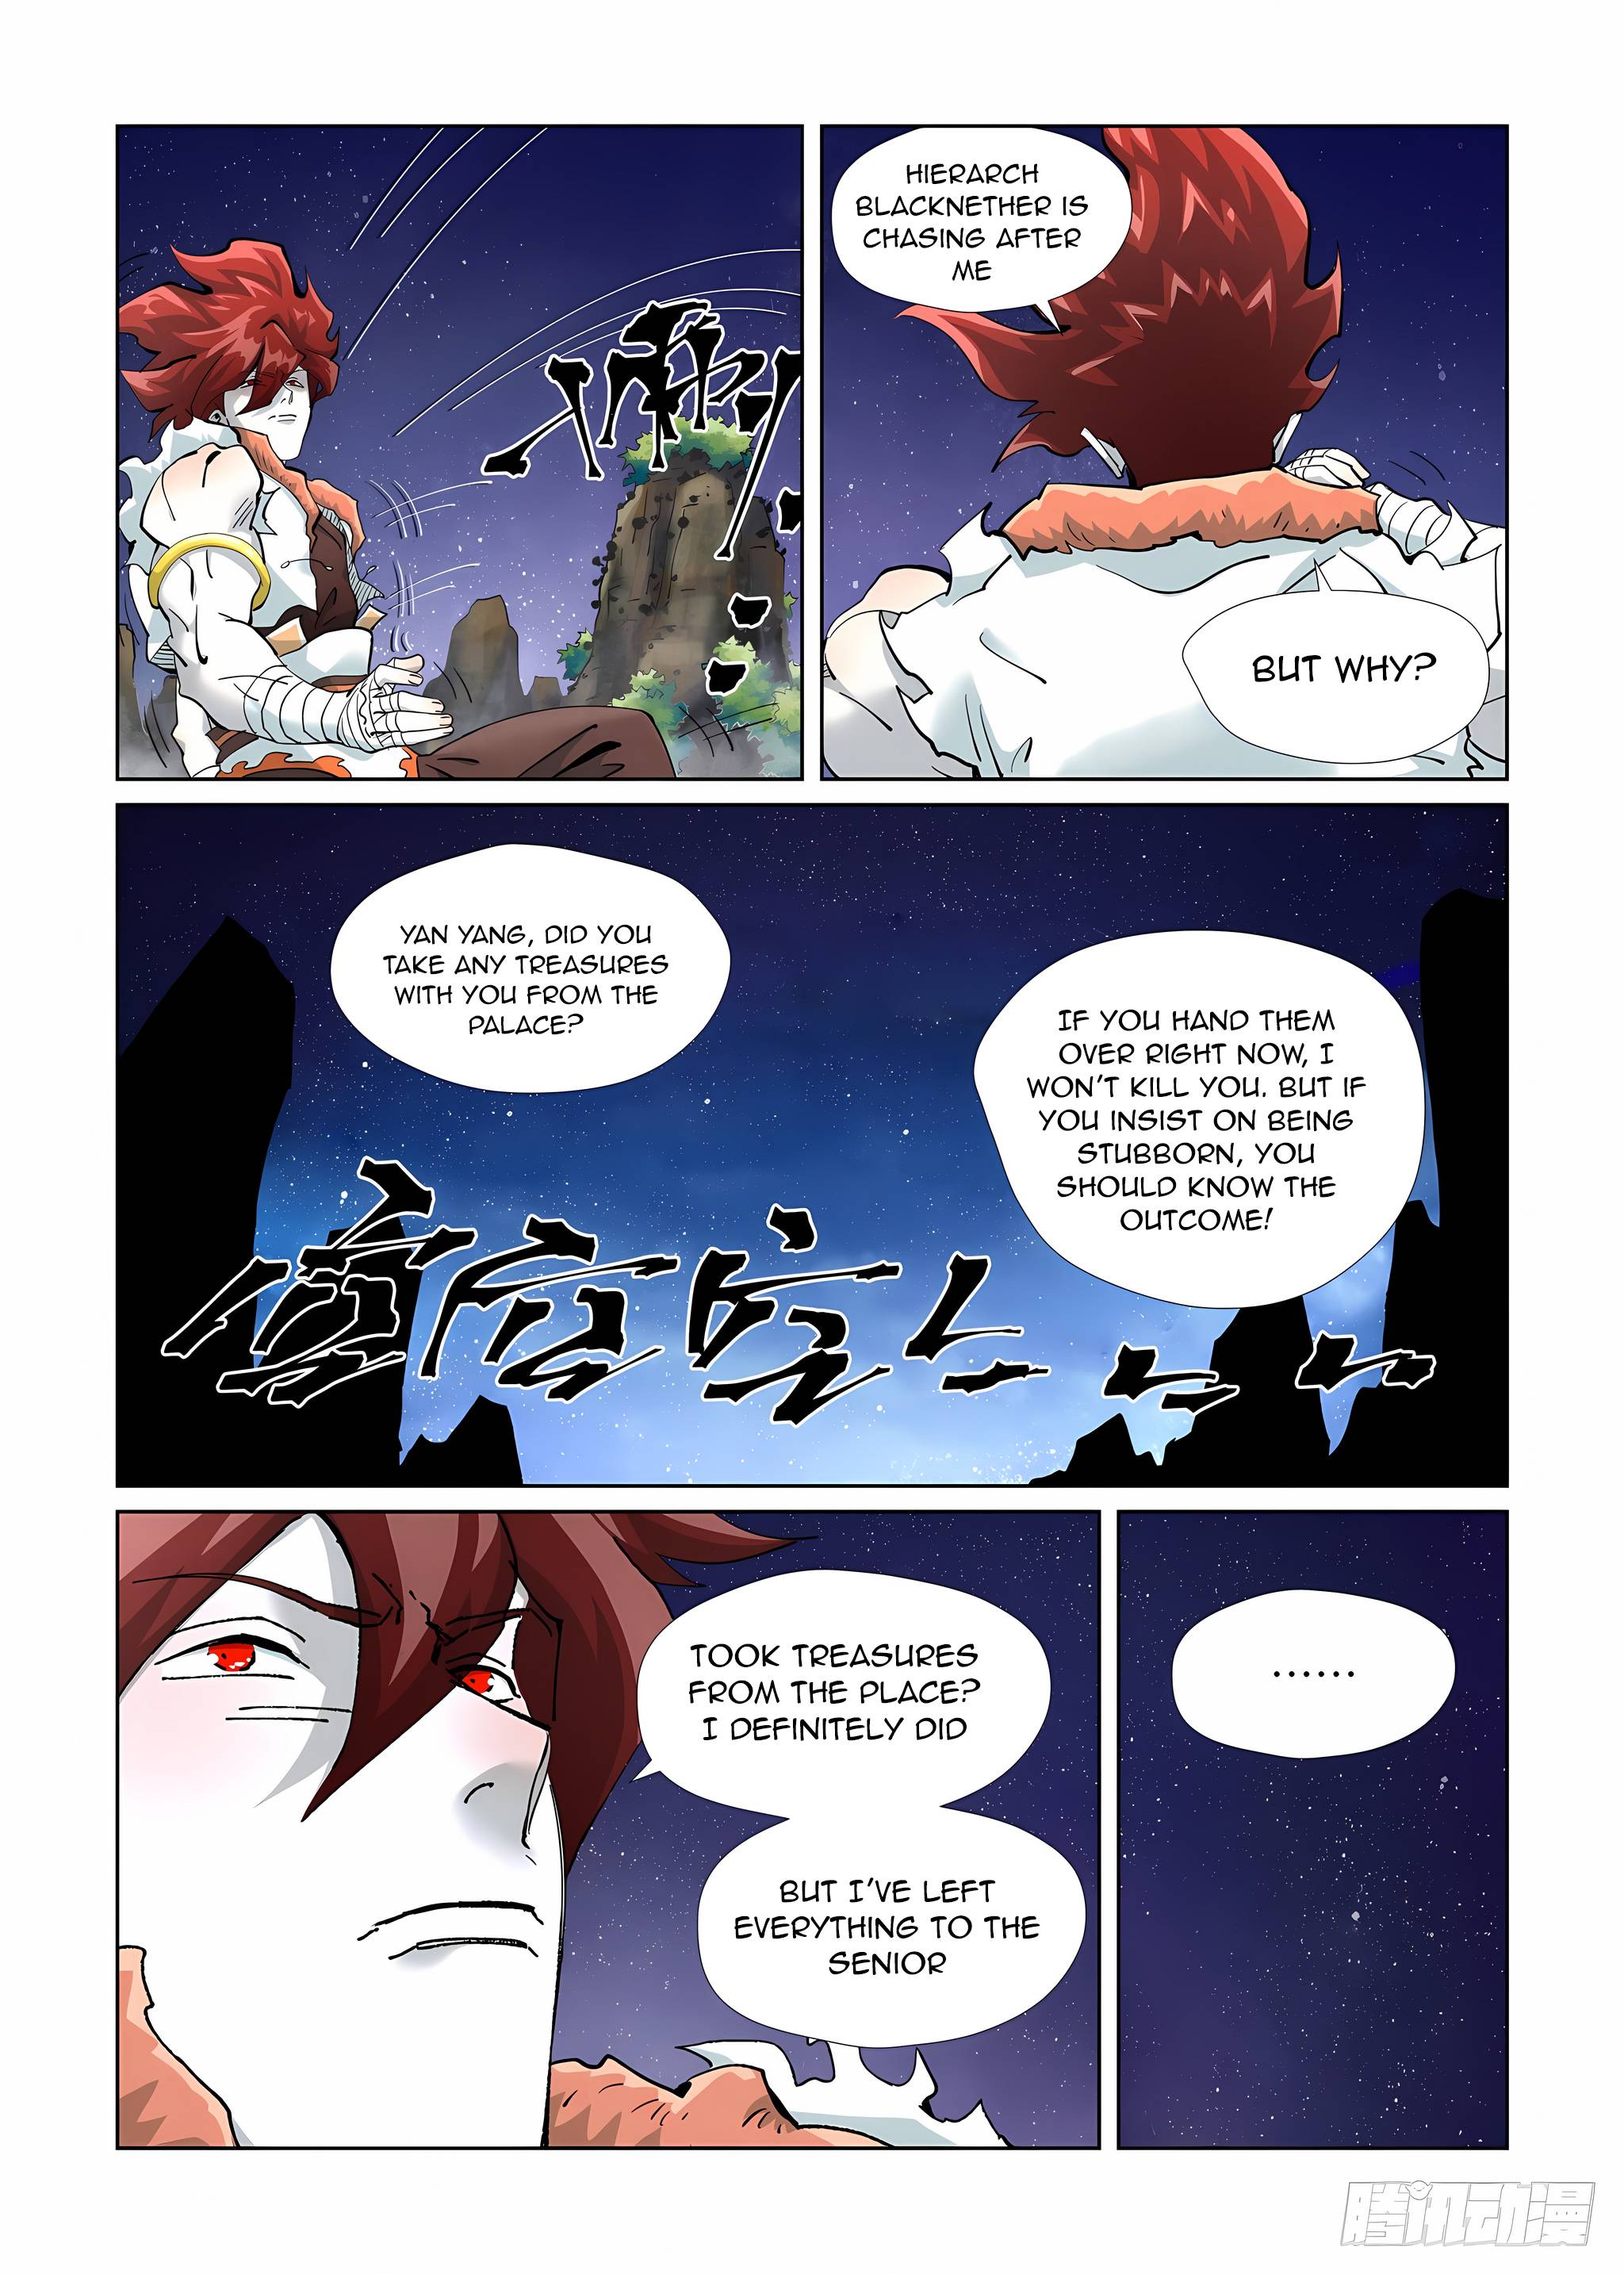 HIERARCH
BLACKNETHER IS
CHASING AFTER
ME
BUT WHY?
YAN YANG, DID YOU
TAKE ANY TREASURES
WITH YOU FROM THE
PALACE?
IF YOU HAND THEM
OVER RIGHT NOW, I
WON'T KILL YOU. BUT IF
YOU INSIST ON BEING
STUBBORN, YOU
SHOULD KNOW THE
OUTCOME!
TOOK TREASURES
FROM THE PLACE?
I DEFINITELY DID
BUT I'VE LEFT
EVERYTHING TO THE
SENIOR
......
腾讯动漫